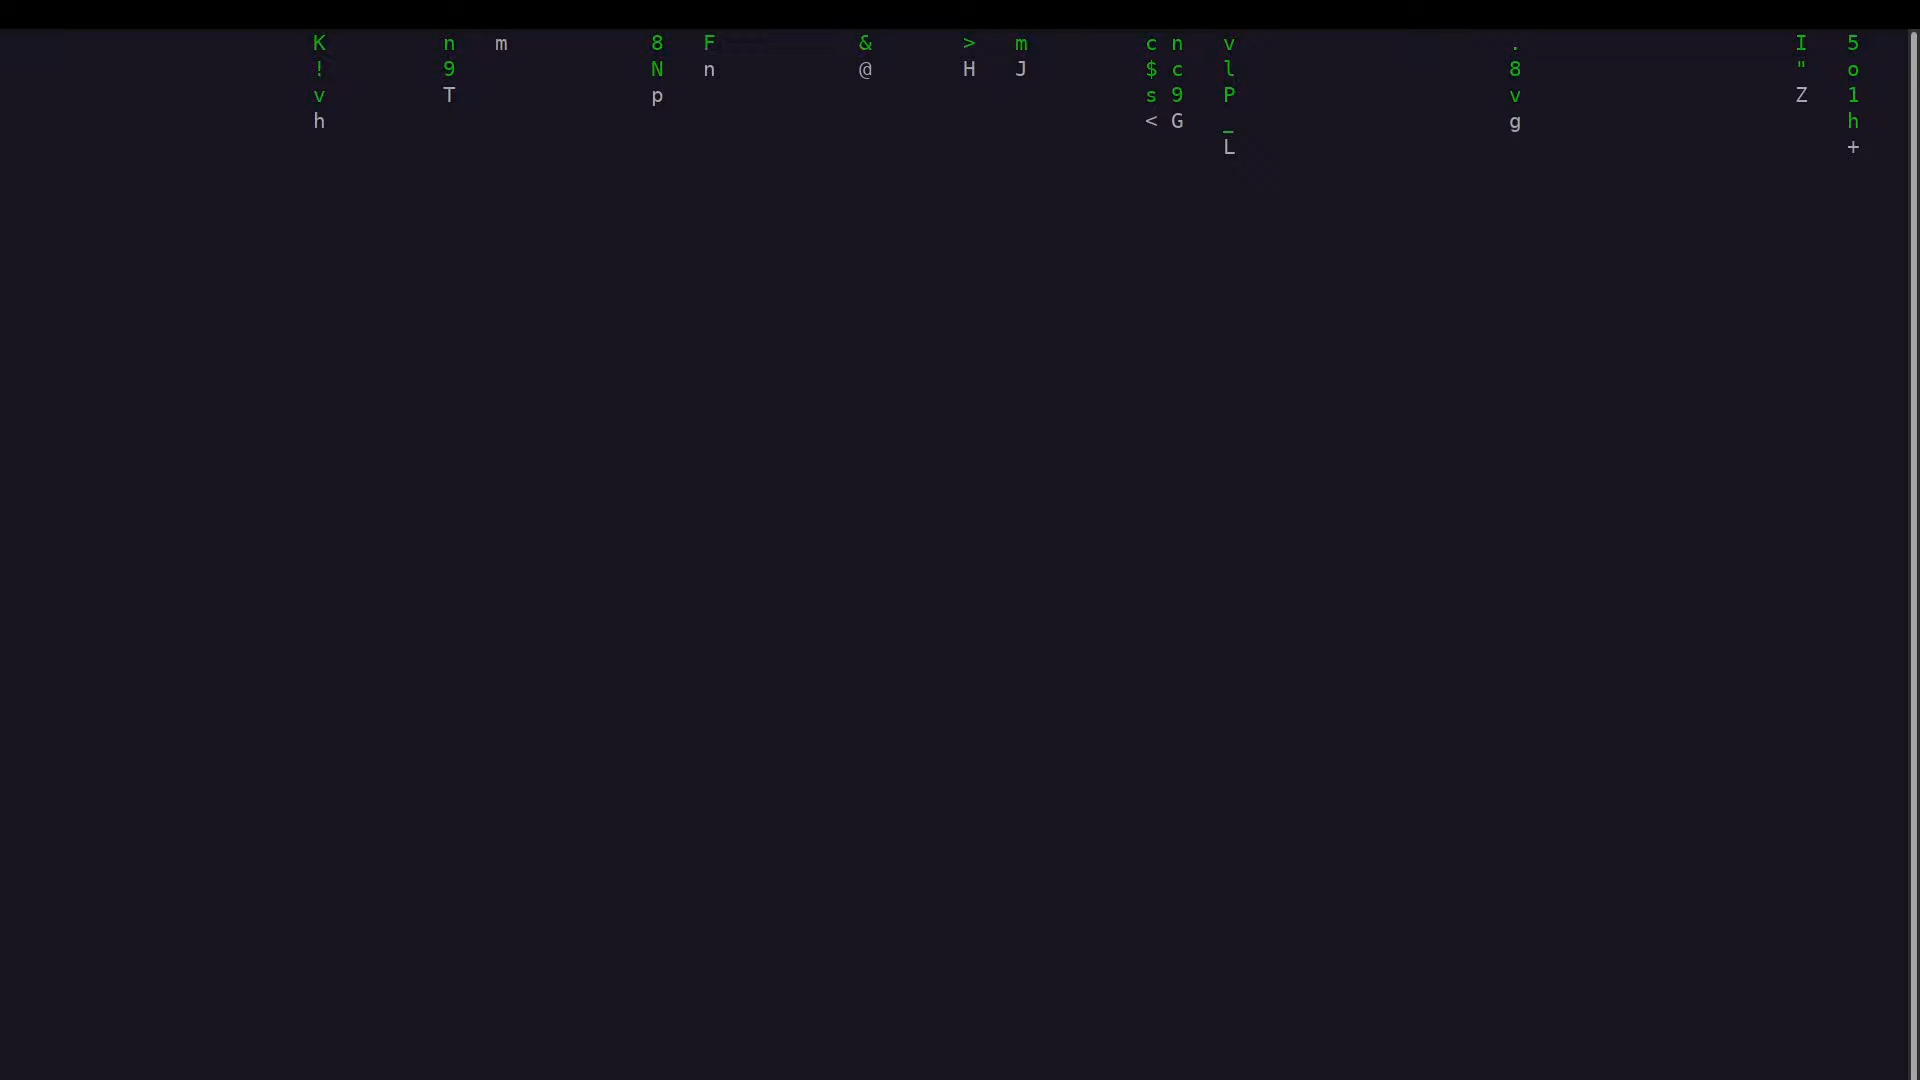 K n m 8 F & > m c n v . I 5
! 9 N n @ H J $ c l 8 " o
v T p s 9 P v Z 1
h < G _ g h
L +